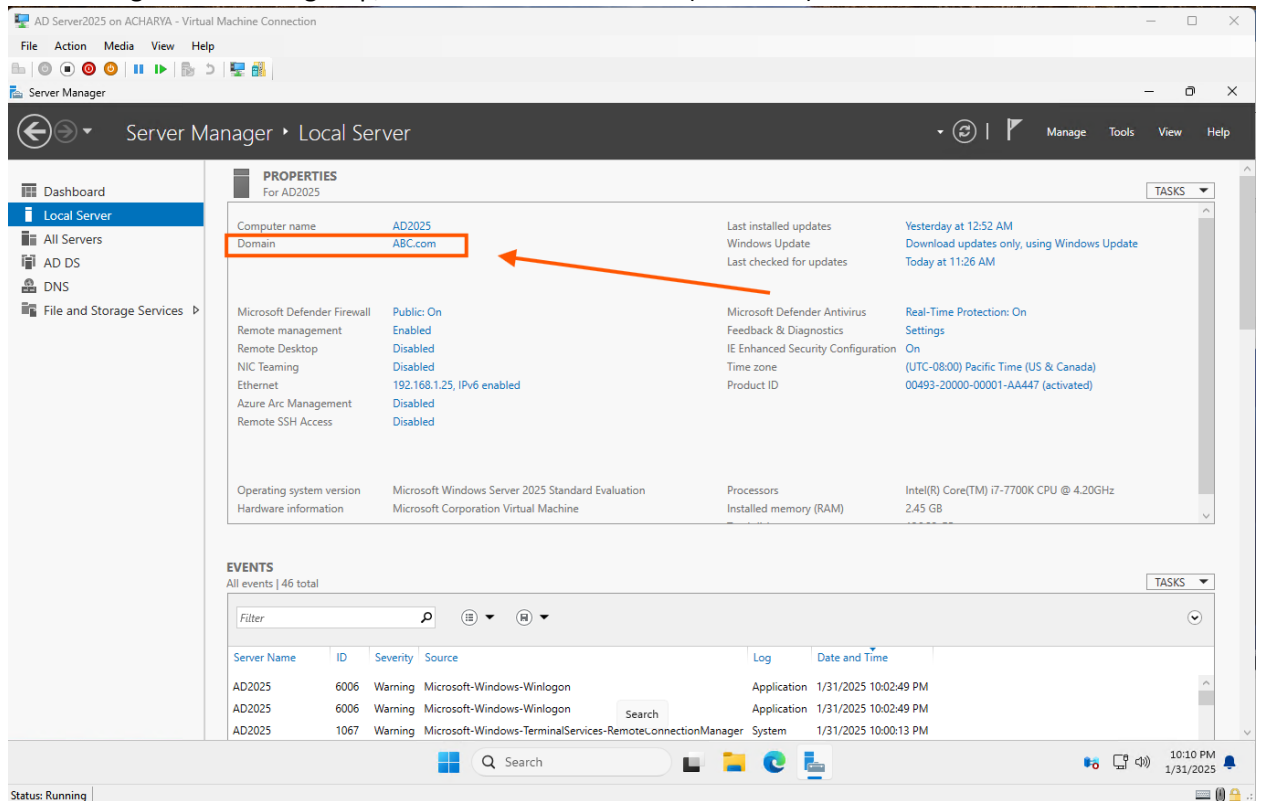 AD Server2025 on ACHARYA - Virtual Machine Connection
File Action Media View Help
Server Manager
Server Manager • Local Server
Manage Tools View Help
Dashboard
Local Server
All Servers
AD DS
DNS
File and Storage Services
PROPERTIES
For AD2025
TASKS
Computer name AD2025
Domain ABC.com
Last installed updates Yesterday at 12:52 AM
Windows Update Download updates only, using Windows Update
Last checked for updates Today at 11:26 AM
Microsoft Defender Firewall Public: On
Remote management Enabled
Remote Desktop Disabled
NIC Teaming Disabled
Ethernet 192.168.1.25, IPv6 enabled
Azure Arc Management Disabled
Remote SSH Access Disabled
Microsoft Defender Antivirus Real-Time Protection: On
Feedback & Diagnostics Settings
IE Enhanced Security Configuration On
Time zone (UTC-08:00) Pacific Time (US & Canada)
Product ID 00493-20000-00001-AA447 (activated)
Operating system version Microsoft Windows Server 2025 Standard Evaluation
Hardware information Microsoft Corporation Virtual Machine
Processors Intel(R) Core(TM) i7-7700K CPU @ 4.20GHz
Installed memory (RAM) 2.45 GB
EVENTS
All events | 46 total
TASKS
Filter
Server Name ID Severity Source Log Date and Time
AD2025 6006 Warning Microsoft-Windows-Winlogon Application 1/31/2025 10:02:49 PM
AD2025 6006 Warning Microsoft-Windows-Winlogon Application 1/31/2025 10:02:49 PM
Search
AD2025 1067 Warning Microsoft-Windows-TerminalServices-RemoteConnectionManager System 1/31/2025 10:00:13 PM
Search
10:10 PM
1/31/2025
Status: Running